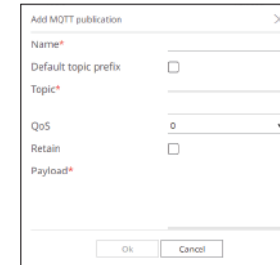 Add MQTT publication
Name*
Default topic prefix
Topic*
QoS 0
Retain
Payload*
Ok Cancel